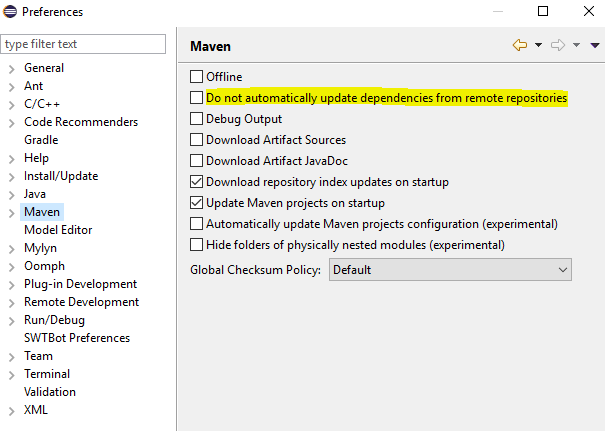 Preferences
type filter text
General
Ant
C/C++
Code Recommenders
Gradle
Help
Install/Update
Java
Maven
Model Editor
Mylyn
Oomph
Plug-in Development
Remote Development
Run/Debug
SWTBot Preferences
Team
Terminal
Validation
XML
Maven
Offline
Do not automatically update dependencies from remote repositories
Debug Output
Download Artifact Sources
Download Artifact JavaDoc
Download repository index updates on startup
Update Maven projects on startup
Automatically update Maven projects configuration (experimental)
Hide folders of physically nested modules (experimental)
Global Checksum Policy: Default